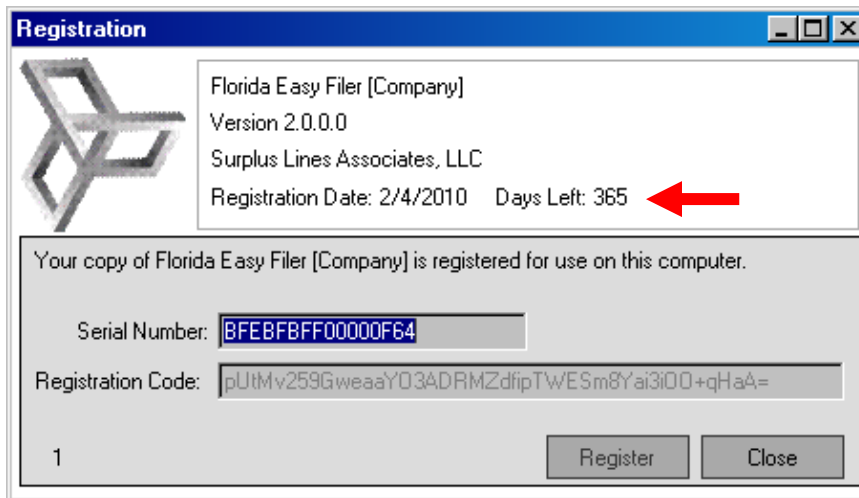 Registration
Florida Easy Filer [Company]
Version 2.0.0.0
Surplus Lines Associates, LLC
Registration Date: 2/4/2010 Days Left: 365
Your copy of Florida Easy Filer [Company] is registered for use on this computer.
Serial Number: BFEBFBFF00000F64
Registration Code: pUtMv259GweaaYO3ADRMZdfipTWESm8Yai3iOO+qHaA=
1 Register Close